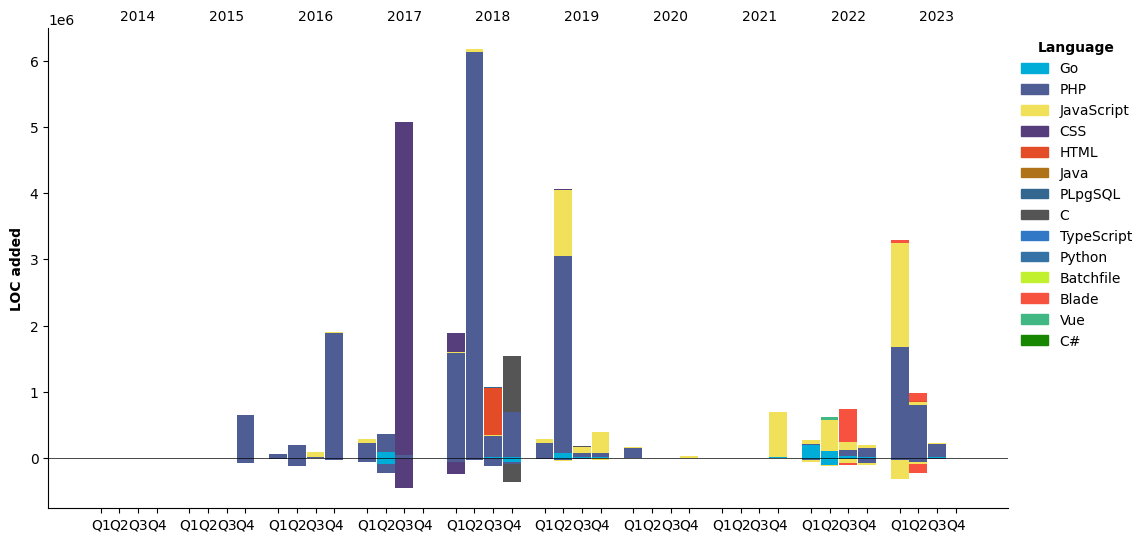 2014 2015 2016 2017 2018 2019 2020 2021 2022 2023
1e6
6
5
4
3
2
1
0
LOC added
Q1Q2Q3Q4 Q1Q2Q3Q4 Q1Q2Q3Q4 Q1Q2Q3Q4 Q1Q2Q3Q4 Q1Q2Q3Q4 Q1Q2Q3Q4 Q1Q2Q3Q4 Q1Q2Q3Q4 Q1Q2Q3Q4
Language
Go
PHP
JavaScript
CSS
HTML
Java
PLpgSQL
C
TypeScript
Python
Batchfile
Blade
Vue
C#